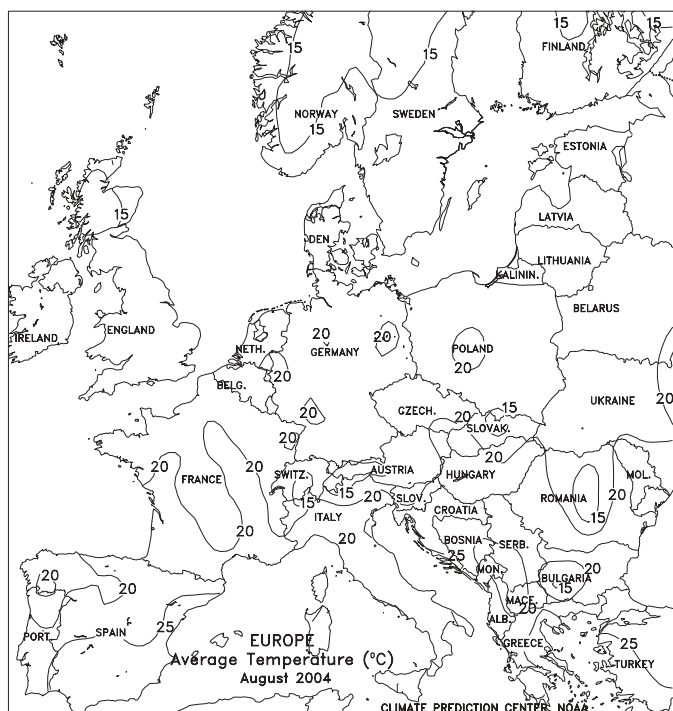 15
15
15
FINLAND
15
NORWAY
SWEDEN
15
ESTONIA
15
LATVIA
DEN
LITHUANIA
KALININ.
BELARUS
IRELAND
ENGLAND
20
20
NETH.
GERMANY
POLAND
20
20
BELG.
20
UKRAINE
20
CZECH.
15
20
SLOVAK.
20
20
20
20
20
FRANCE
SWITZ.
AUSTRIA
HUNGARY
ROMANIA
20
MOL.
15
20
15
SLOV.
ITALY
CROATIA
15
20
20
BOSNIA
SERB.
25
MON.
20
20
20
BULGARIA
15
MACE.
20
ALB.
PORT.
SPAIN
25
EUROPE
GREECE
25
Average Temperature (°C)
TURKEY
August 2004
CLIMATE PREDICTION CENTER, NOAA